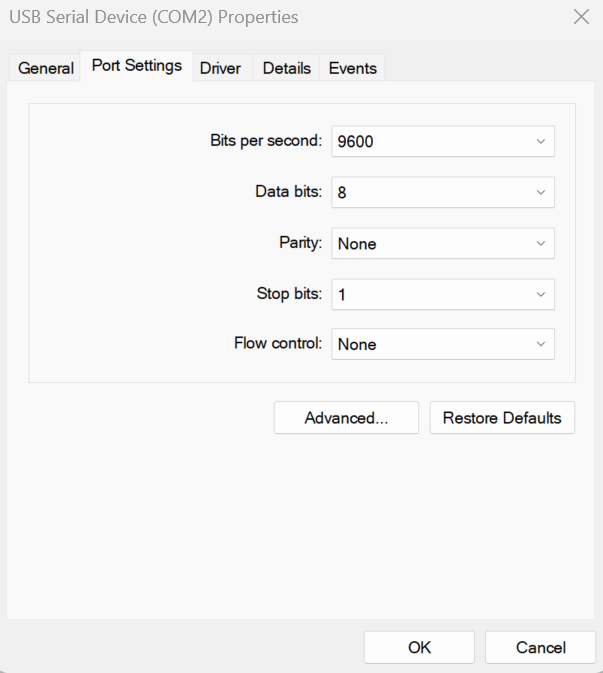 USB Serial Device (COM2) Properties
General Port Settings Driver Details Events
Bits per second: 9600
Data bits: 8
Parity: None
Stop bits: 1
Flow control: None
Advanced... Restore Defaults
OK Cancel